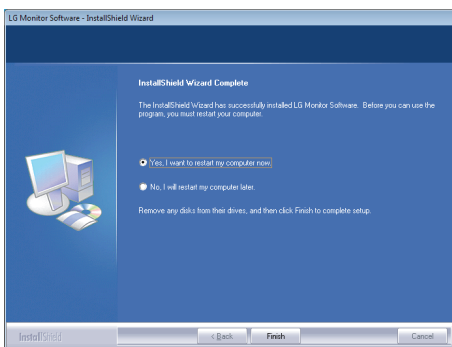 LG Monitor Software - InstallShield Wizard
InstallShield Wizard Complete
The InstallShield Wizard has successfully installed LG Monitor Software. Before you can use the
program, you must restart your computer.
Yes, I want to restart my computer now.
No, I will restart my computer later.
Remove any disks from their drives, and then click Finish to complete setup.
InstallShield
< Back
Finish
Cancel